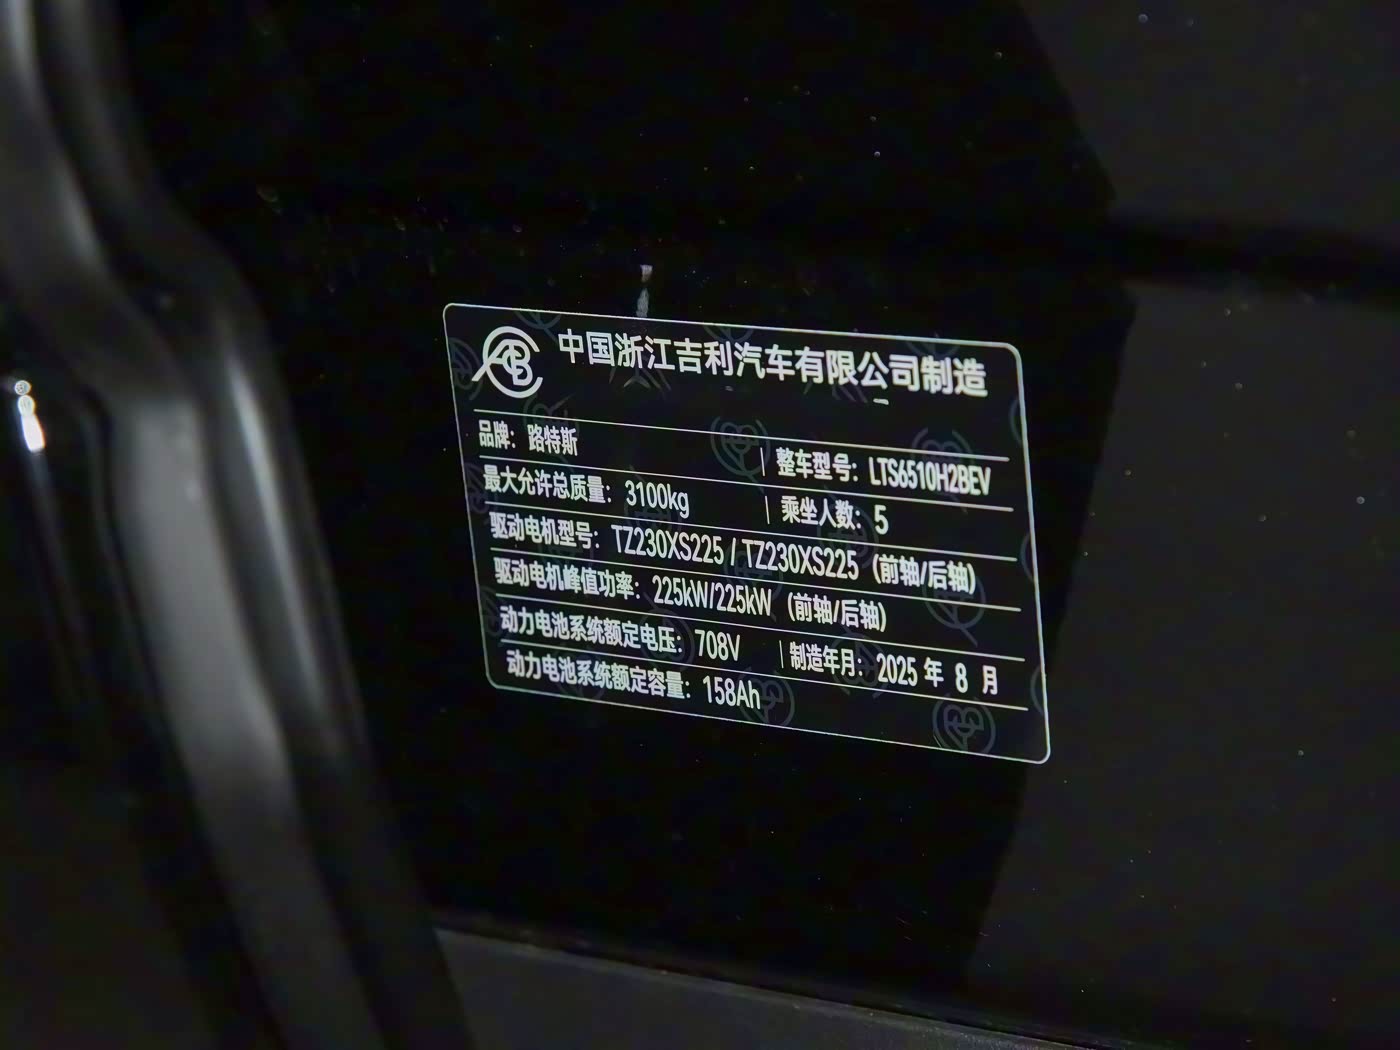 中国浙江吉利汽车有限公司制造
品牌：路特斯
整车型号：LTS6510H2BEV
最大允许总质量：3100kg
乘坐人数：5
驱动电机型号：TZ230XS225 / TZ230XS225 (前轴/后轴)
驱动电机峰值功率：225kW/225kW (前轴/后轴)
动力电池系统额定电压：708V
制造年月：2025 年 8 月
动力电池系统额定容量：158Ah